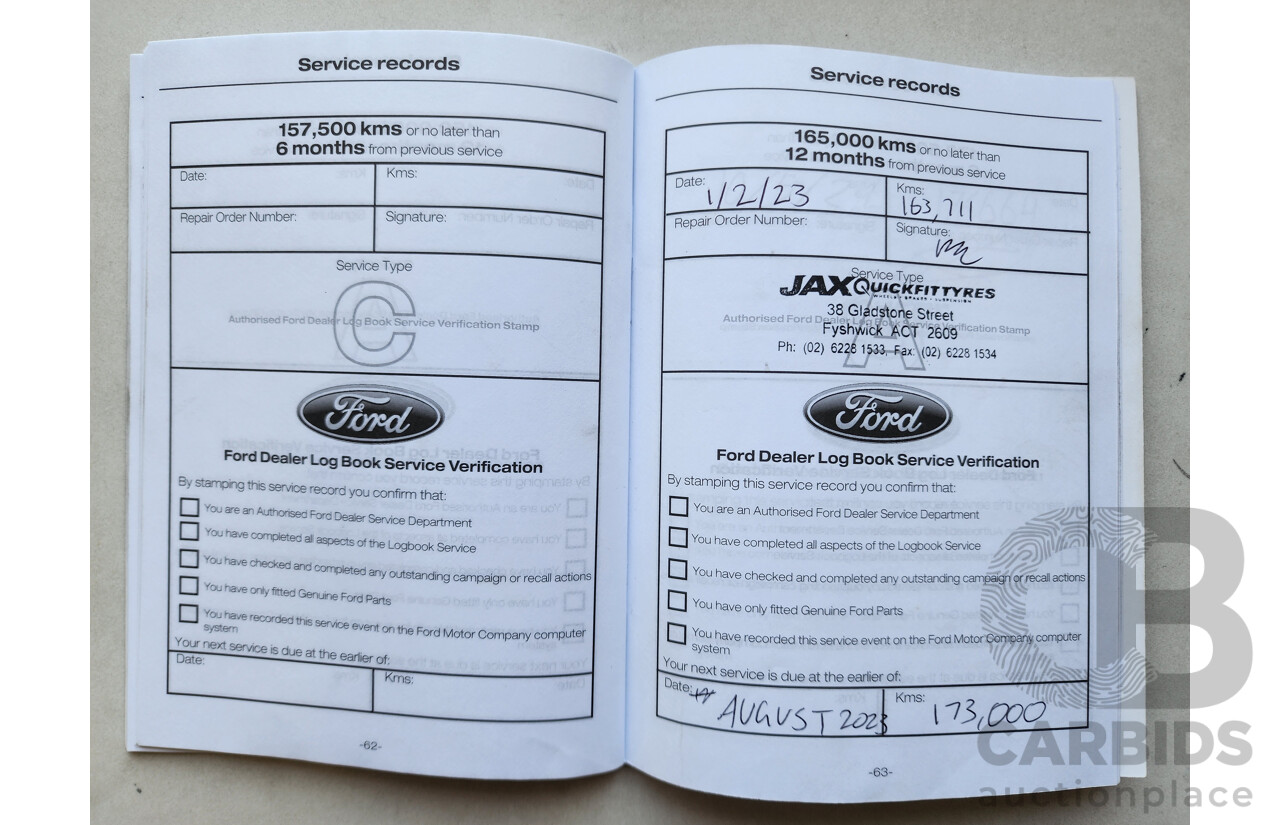 Service records
157,500 kms or no later than
6 months from previous service
Date:
Kms:
Repair Order Number:
Signature:
Service Type
C
Authorised Ford Dealer Log Book Service Verification Stamp
Ford
Ford Dealer Log Book Service Verification
By stamping this service record you confirm that:
You are an Authorised Ford Dealer Service Department
You have completed all aspects of the Logbook Service
You have checked and completed any outstanding campaign or recall actions
You have only fitted Genuine Ford Parts
You have recorded this service event on the Ford Motor Company computer
system
Your next service is due at the earlier of:
Date:
Kms:
-62-
Service records
165,000 kms or no later than
12 months from previous service
Date: 1/2/23
Kms: 163,711
Repair Order Number:
Signature:
Service Type
JAX QUICKFIT TYRES
38 Gladstone Street
A
Authorised Ford Dealer Log Book Service Verification Stamp
Fyshwick ACT 2609
Ph: (02) 6228 1533, Fax: (02) 6228 1534
Ford
Ford Dealer Log Book Service Verification
By stamping this service record you confirm that:
You are an Authorised Ford Dealer Service Department
You have completed all aspects of the Logbook Service
You have checked and completed any outstanding campaign or recall actions
You have only fitted Genuine Ford Parts
You have recorded this service event on the Ford Motor Company computer
system
Your next service is due at the earlier of:
Date: AUGUST 2023
Kms: 173,000
-63-
CB
CARBIDS
auctionplace